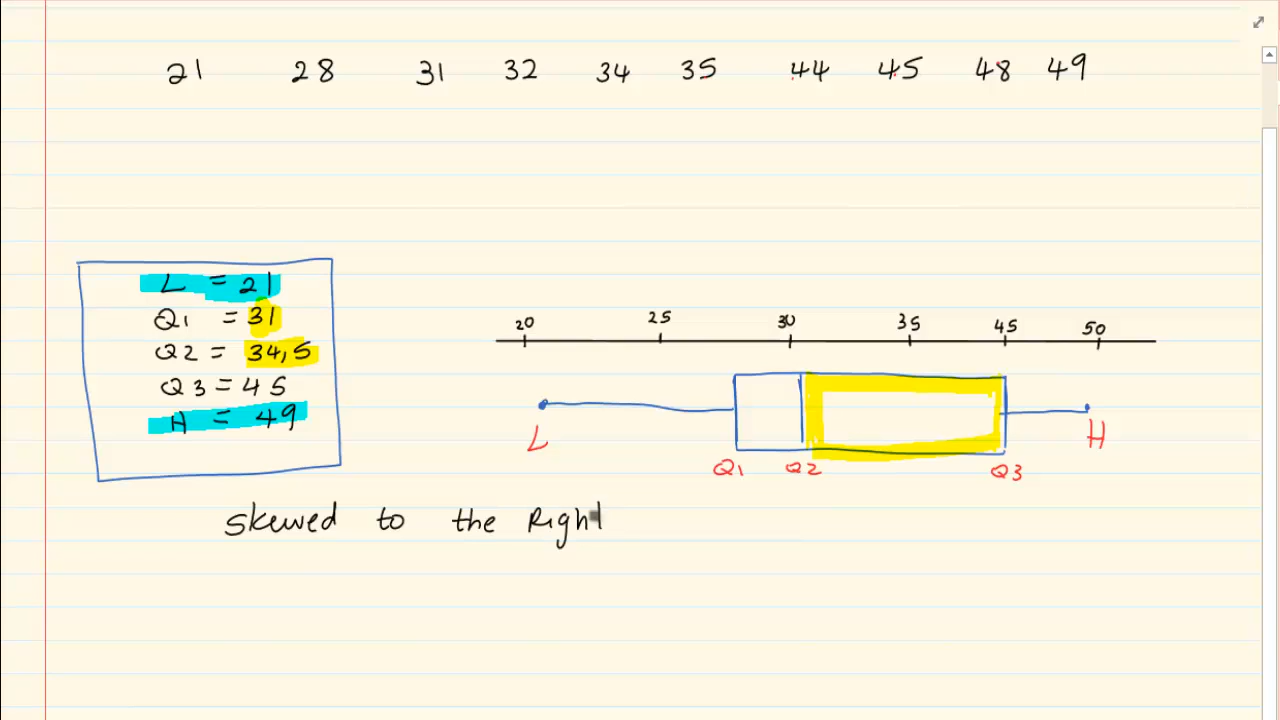 21 28 31 32 34 35 44 45 48 49
L = 21
Q1 = 31
Q2 = 34,5
Q3 = 45
H = 49
20 25 30 35 45 50
L H
Q1 Q2 Q3
Skewed to the Right